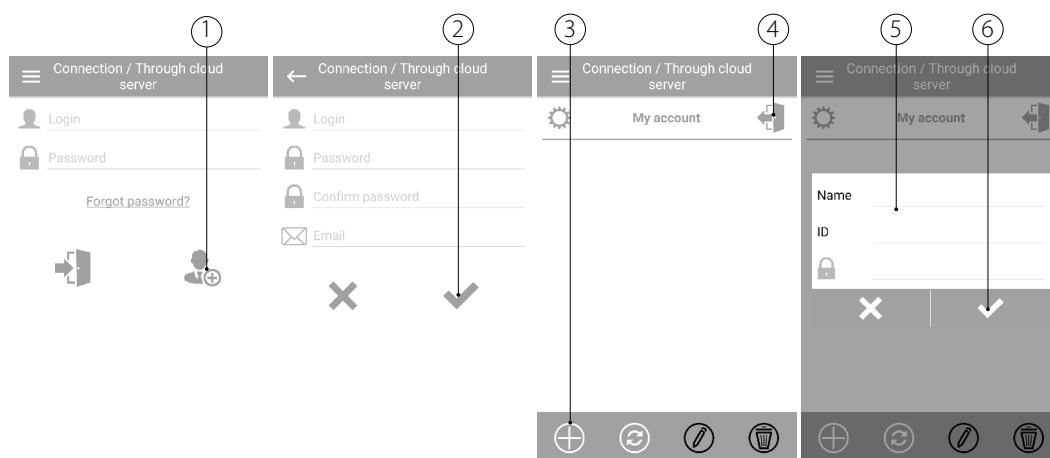 1
2
3
4
5
6
Connection / Through cloud
server
Login
Password
Forgot password?
Connection / Through cloud
server
Login
Password
Confirm password
Email
Connection / Through cloud
server
My account
Connection / Through cloud
server
My account
Name
ID